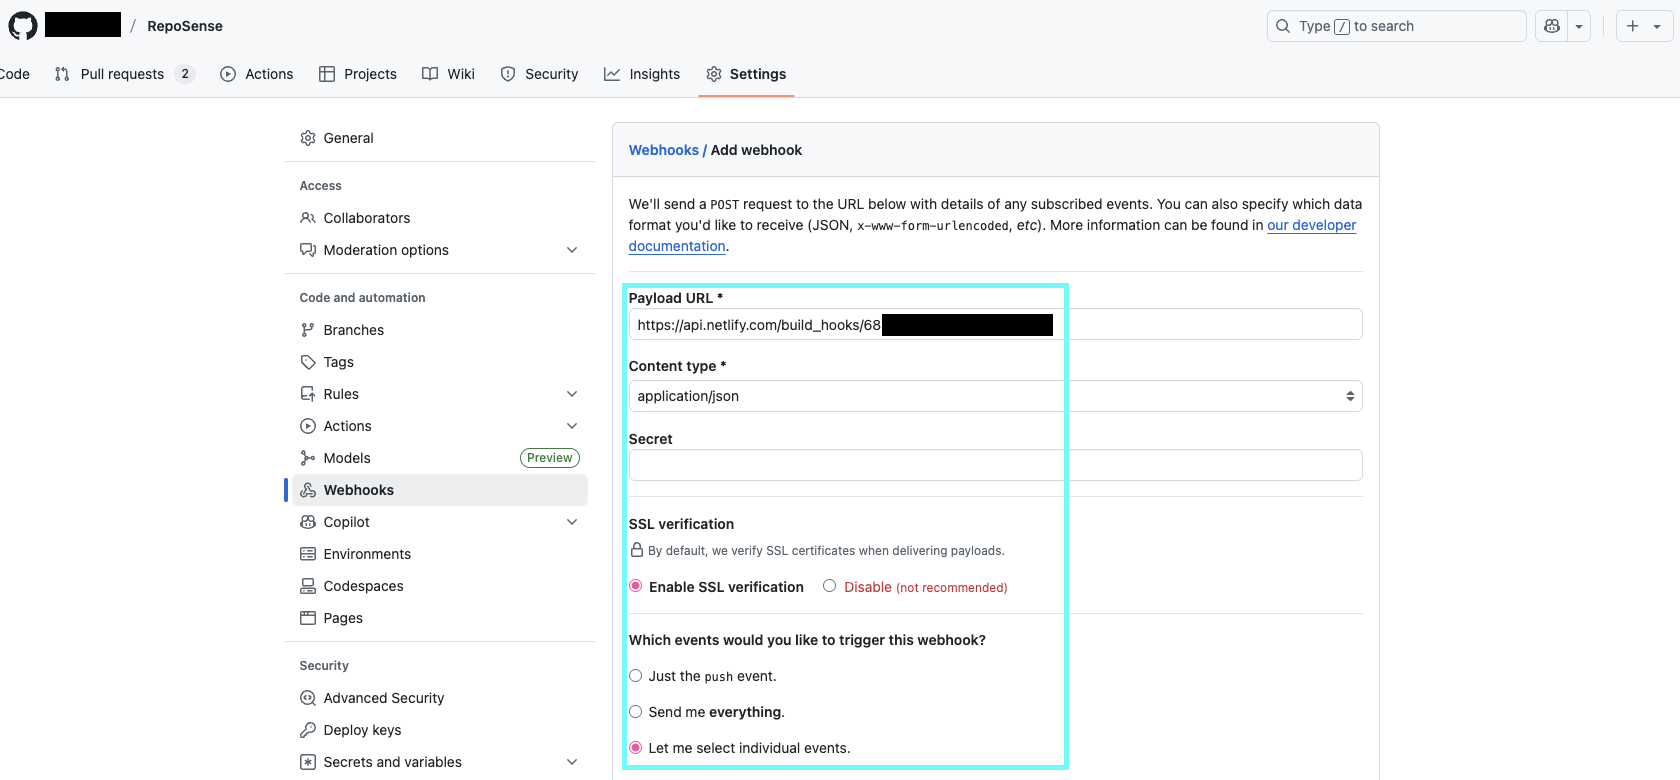 / RepoSense
Type / to search
Code Pull requests 2 Actions Projects Wiki Security Insights Settings
General
Access
Collaborators
Moderation options
Code and automation
Branches
Tags
Rules
Actions
Models Preview
Webhooks
Copilot
Environments
Codespaces
Pages
Security
Advanced Security
Deploy keys
Secrets and variables
Webhooks / Add webhook
We'll send a POST request to the URL below with details of any subscribed events. You can also specify which data
format you'd like to receive (JSON, x-www-form-urlencoded, etc). More information can be found in our developer
documentation.
Payload URL *
https://api.netlify.com/build_hooks/68
Content type *
application/json
Secret
SSL verification
By default, we verify SSL certificates when delivering payloads.
Enable SSL verification Disable (not recommended)
Which events would you like to trigger this webhook?
Just the push event.
Send me everything.
Let me select individual events.